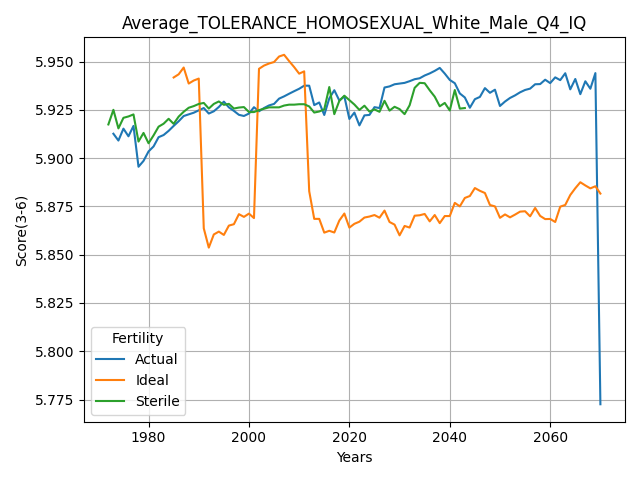 Average_TOLERANCE_HOMOSEXUAL_White_Male_Q4_IQ
Score(3-6)
5.950
5.925
5.900
5.875
5.850
5.825
5.800
5.775
Fertility
Actual
Ideal
Sterile
1980 2000 2020 2040 2060
Years